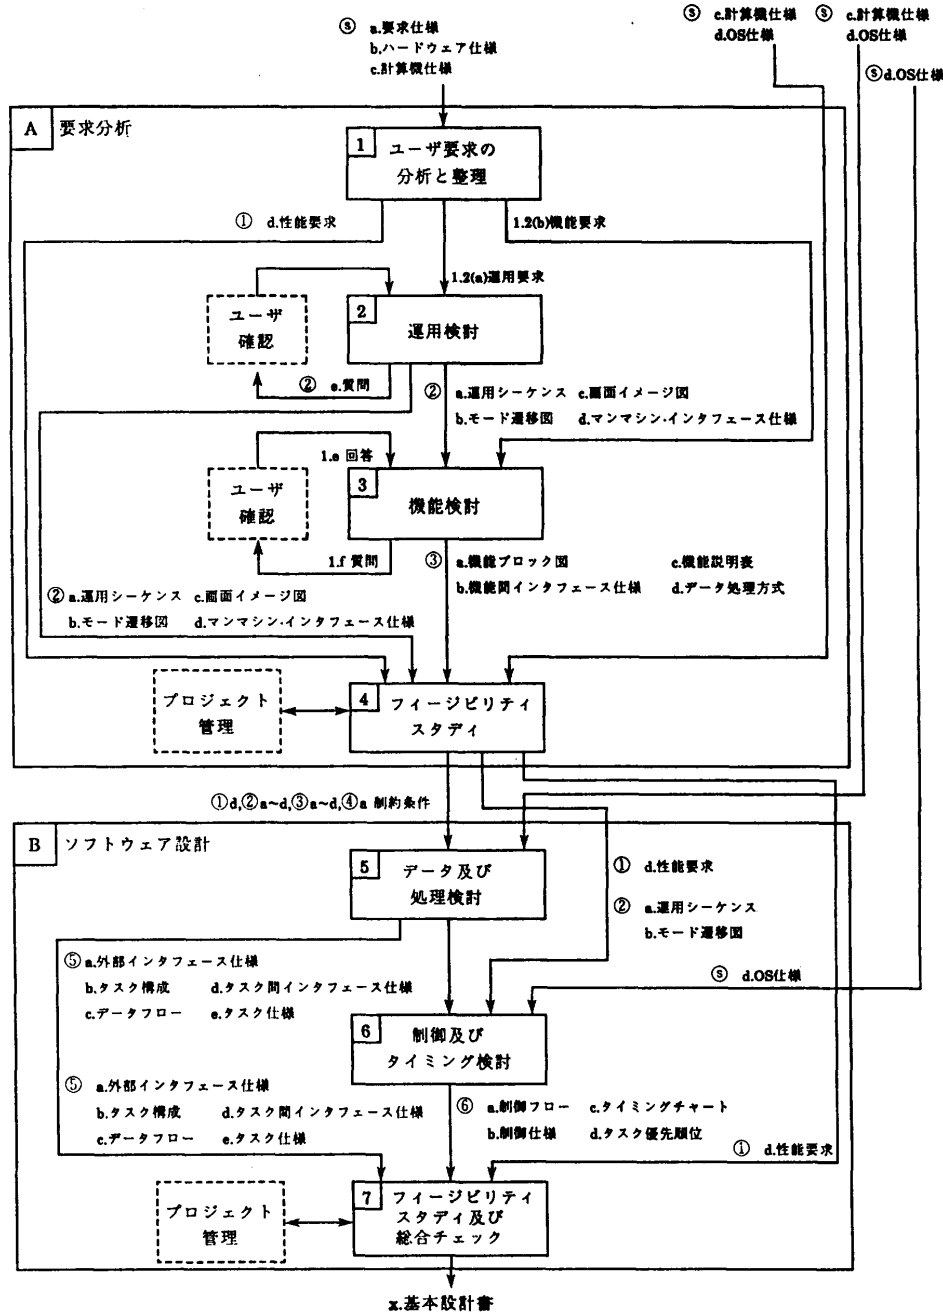 ⓢ a.要求仕様
b.ハードウェア仕様
c.計算機仕様
ⓢ c.計算機仕様
d.OS仕様
ⓢ c.計算機仕様
d.OS仕様
ⓢd.OS仕様
A 要求分析
1 ユーザ要求の
分析と整理
① d.性能要求
1.2(b)機能要求
1.2(a)運用要求
ユーザ
確認
2
運用検討
② e.質問
② a.運用シーケンス c.画面イメージ図
b.モード遷移図 d.マンマシン・インタフェース仕様
1.e 回答
ユーザ
確認
3
機能検討
1.f 質問
③ a.機能ブロック図 c.機能説明表
b.機能間インタフェース仕様 d.データ処理方式
② a.運用シーケンス c.画面イメージ図
b.モード遷移図 d.マンマシン・インタフェース仕様
プロジェクト
管理
4 フィージビリティ
スタディ
①d,②a~d,③a~d,④a 制約条件
B ソフトウェア設計
5 データ及び
処理検討
① d.性能要求
② a.運用シーケンス
b.モード遷移図
⑤ a.外部インタフェース仕様
b.タスク構成 d.タスク間インタフェース仕様
c.データフロー e.タスク仕様
ⓢ d.OS仕様
6 制御及び
タイミング検討
⑤ a.外部インタフェース仕様
b.タスク構成 d.タスク間インタフェース仕様
c.データフロー e.タスク仕様
⑥ a.制御フロー c.タイミングチャート
b.制御仕様 d.タスク優先順位
① d.性能要求
プロジェクト
管理
7 フィージビリティ
スタディ及び
総合チェック
x.基本設計書